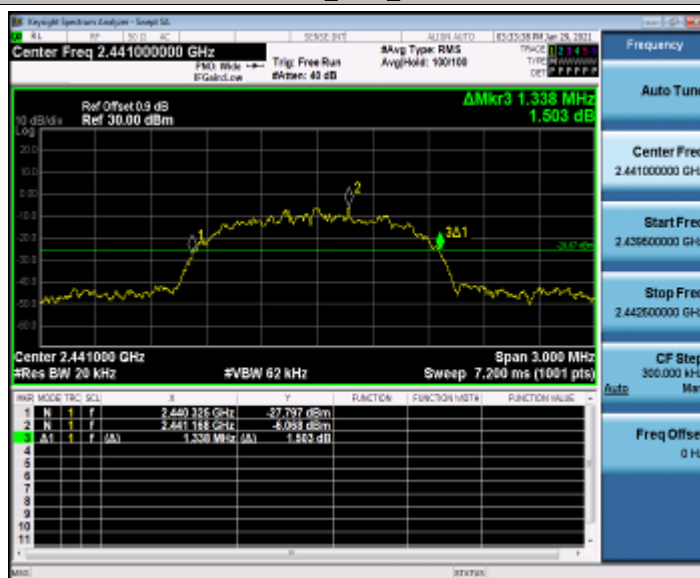 Keysight Spectrum Analyzer - Swept SA
RL RF 50 Ω AC SENSE:INT ALIGN AUTO 03:33:38 PM Jan 29, 2021
Center Freq 2.441000000 GHz
PNO: Wide
IFGain:Low
Trig: Free Run
#Atten: 40 dB
#Avg Type: RMS
Avg|Hold: 100/100
TRACE 1 2 3 4 5 6
TYPE
DET P P P P P P
Ref Offset 0.9 dB
Ref 30.00 dBm
10 dB/div
Log
ΔMkr3 1.338 MHz
1.503 dB
20.0
10.0
0.00
-10.0
-20.0
-30.0
-40.0
-50.0
-60.0
1
2
3Δ1
Center 2.441000 GHz
Span 3.000 MHz
#Res BW 20 kHz
#VBW 62 kHz
Sweep 7.200 ms (1001 pts)
MKR MODE TRC SCL X Y FUNCTION FUNCTION WIDTH FUNCTION VALUE
1 N 1 f 2.440 325 GHz -27.797 dBm
2 N 1 f 2.441 168 GHz -6.068 dBm
3 Δ1 1 f (Δ) 1.338 MHz (Δ) 1.503 dB
4
5
6
7
8
9
10
11
MSG
STATUS
Frequency
Auto Tune
Center Freq
2.441000000 GHz
Start Freq
2.439500000 GHz
Stop Freq
2.442500000 GHz
CF Step
300.000 kHz
Auto Man
Freq Offset
0 Hz